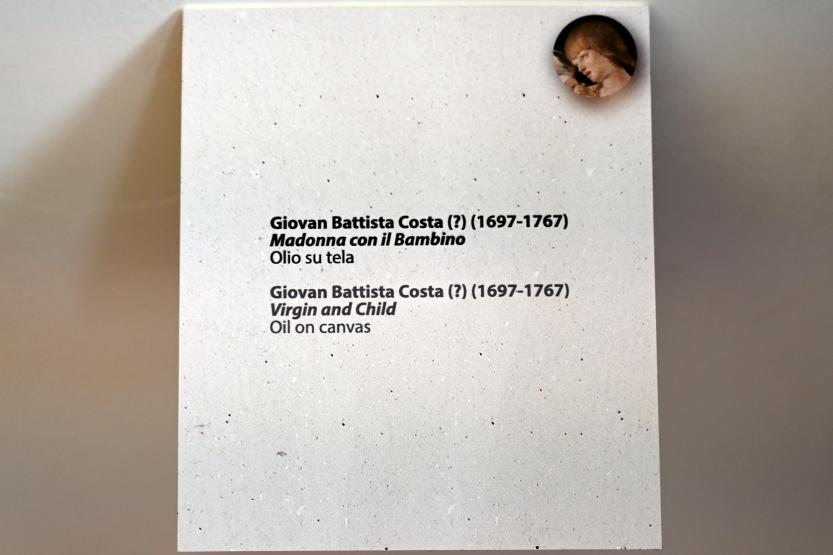 Giovan Battista Costa (?) (1697-1767)
Madonna con il Bambino
Olio su tela
Giovan Battista Costa (?) (1697-1767)
Virgin and Child
Oil on canvas